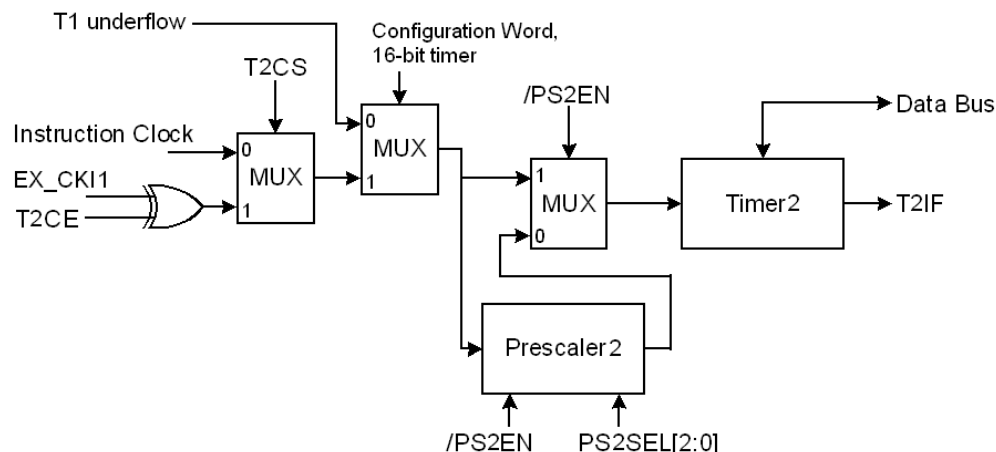 T1 underflow
Configuration Word,
16-bit timer
T2CS
/PS2EN
Data Bus
Instruction Clock
0
MUX
1
0
MUX
1
1
MUX
0
EX_CKI1
T2CE
Timer2
T2IF
Prescaler2
/PS2EN
PS2SEL[2:0]